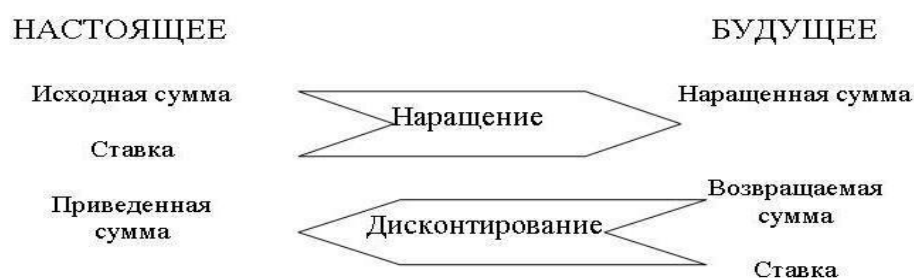 НАСТОЯЩЕЕ БУДУЩЕЕ
Исходная сумма
Наращение
Наращенная сумма
Ставка
Приведенная
сумма
Дисконтирование
Возвращаемая
сумма
Ставка